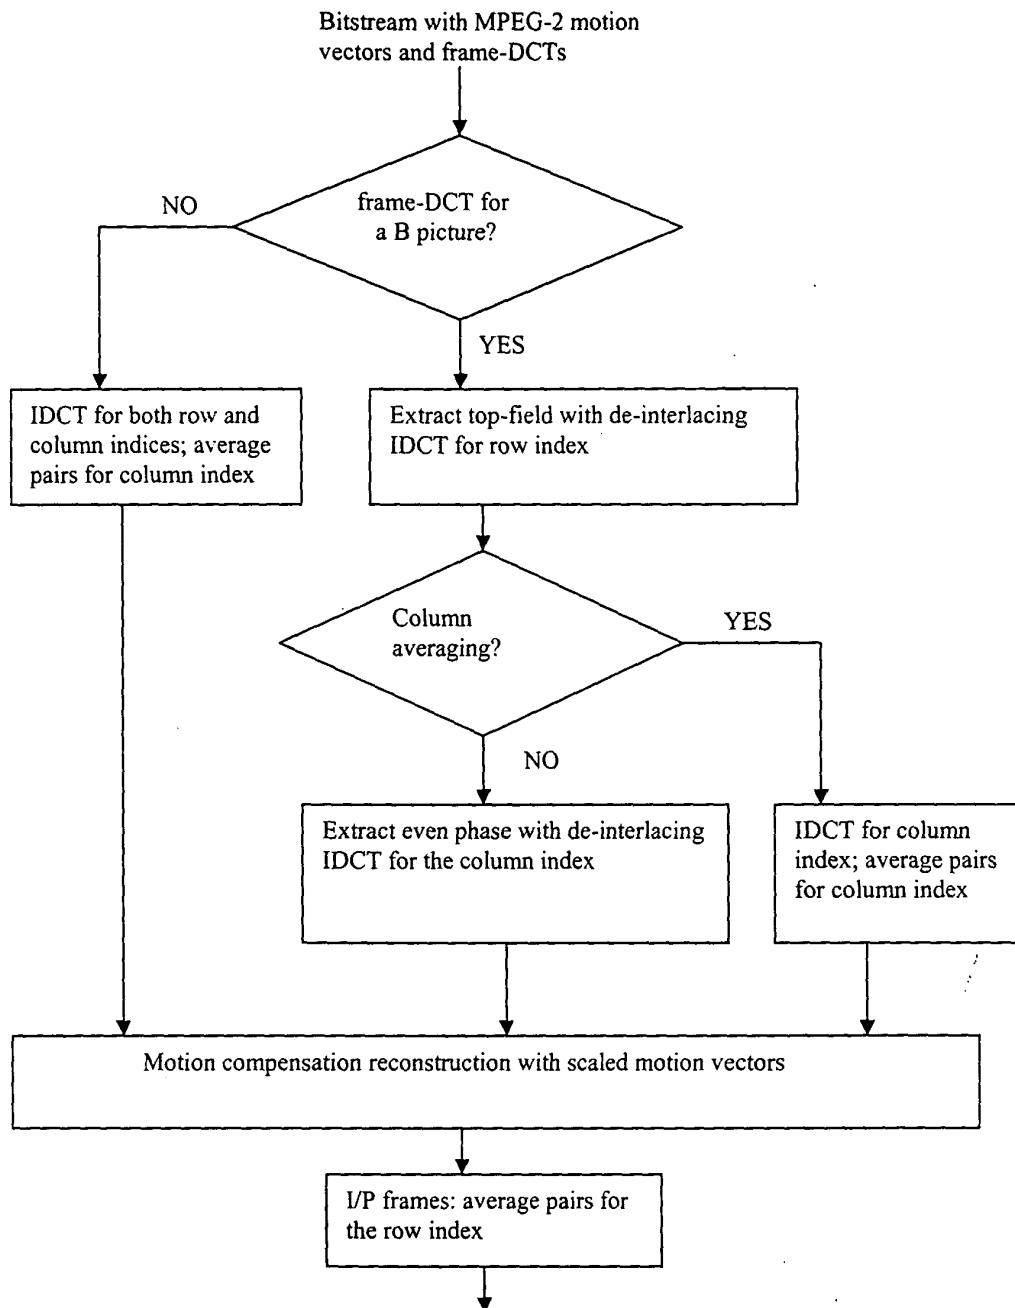 Bitstream with MPEG-2 motion
vectors and frame-DCTs
frame-DCT for
a B picture?
NO
YES
IDCT for both row and
column indices; average
pairs for column index
Extract top-field with de-interlacing
IDCT for row index
Column
averaging?
YES
NO
Extract even phase with de-interlacing
IDCT for the column index
IDCT for column
index; average pairs
for column index
Motion compensation reconstruction with scaled motion vectors
I/P frames: average pairs for
the row index